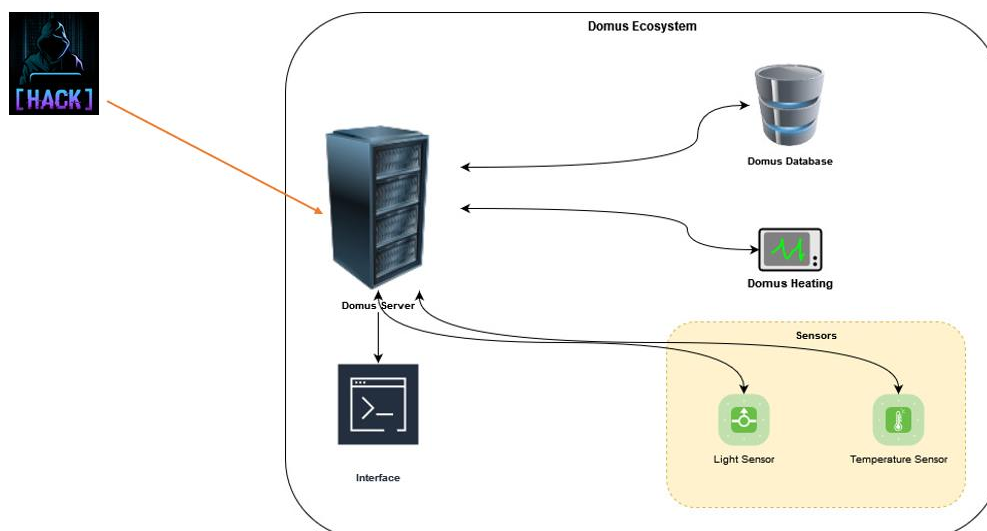 Domus Ecosystem
[HACK]
Domus Database
Domus Heating
Domus Server
Sensors
Light Sensor
Temperature Sensor
Interface